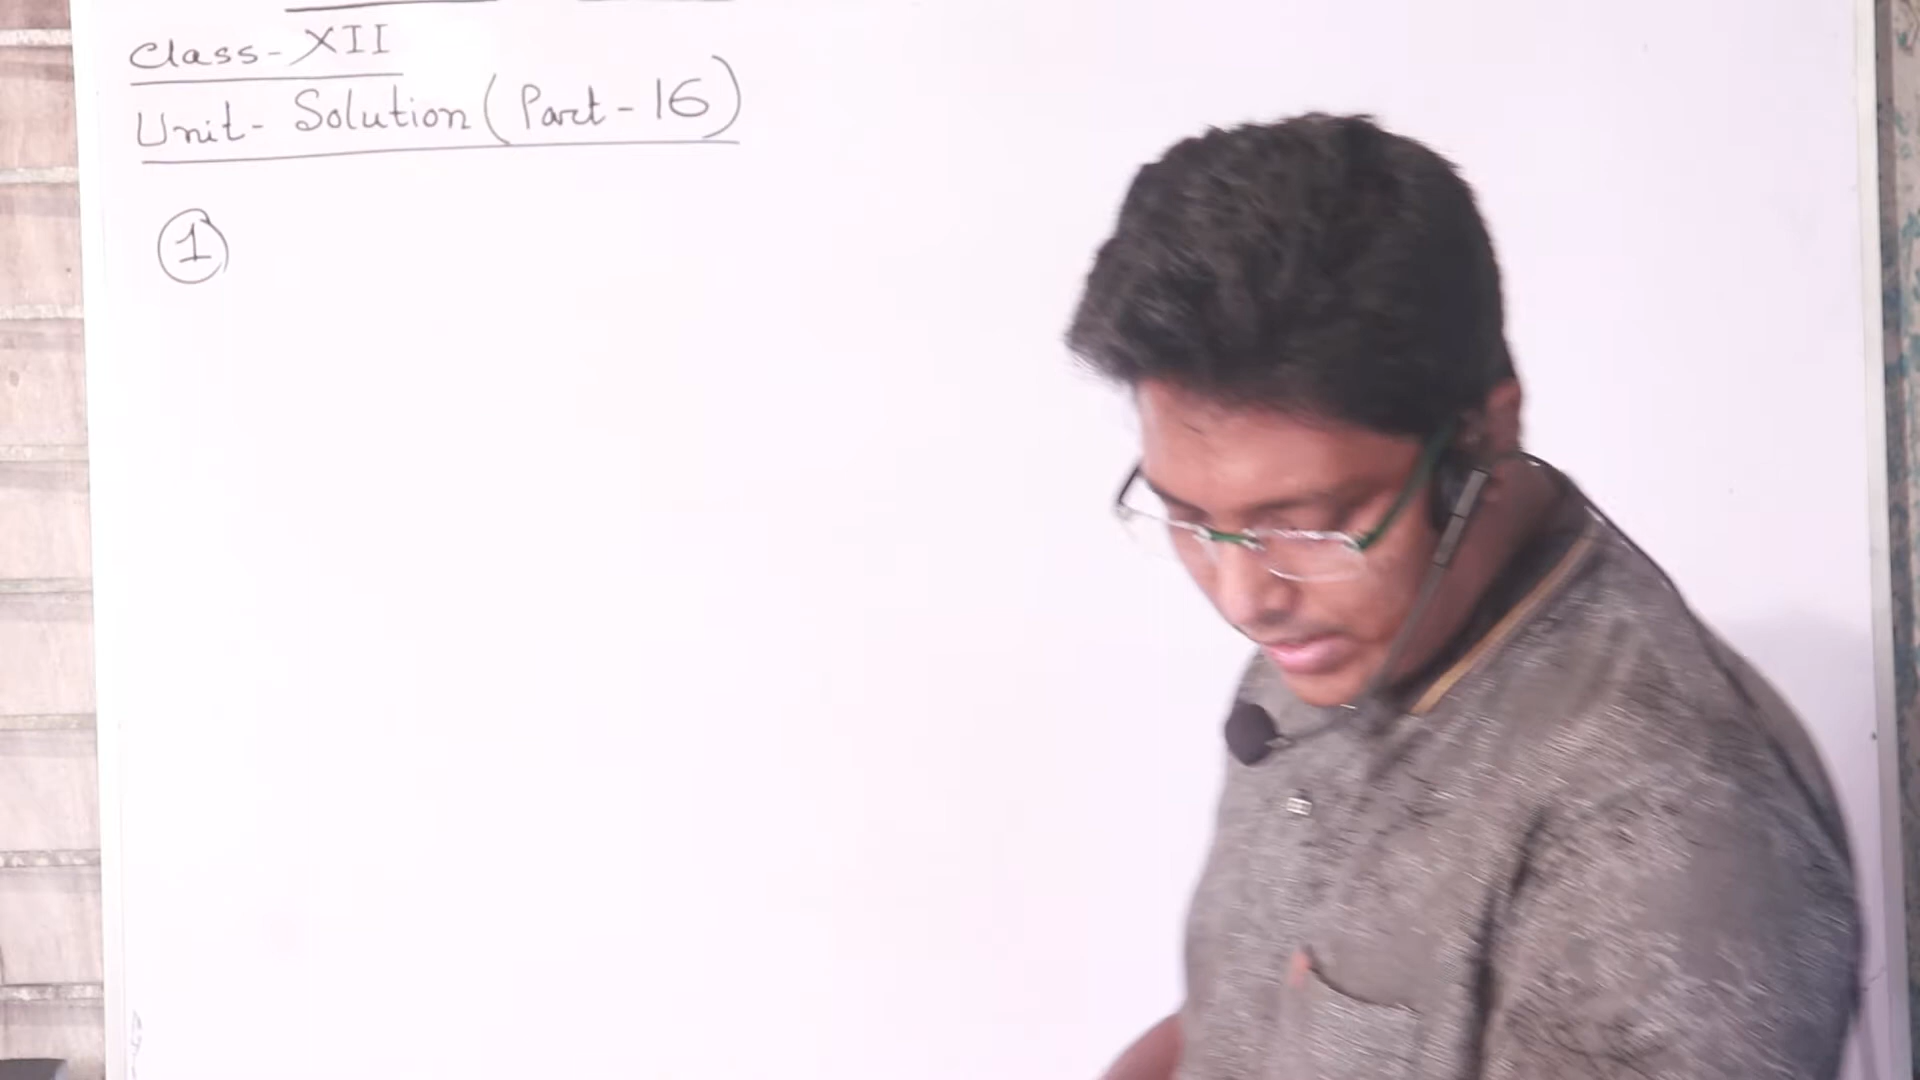 Class- XII
Unit- Solution (Part-16)
1